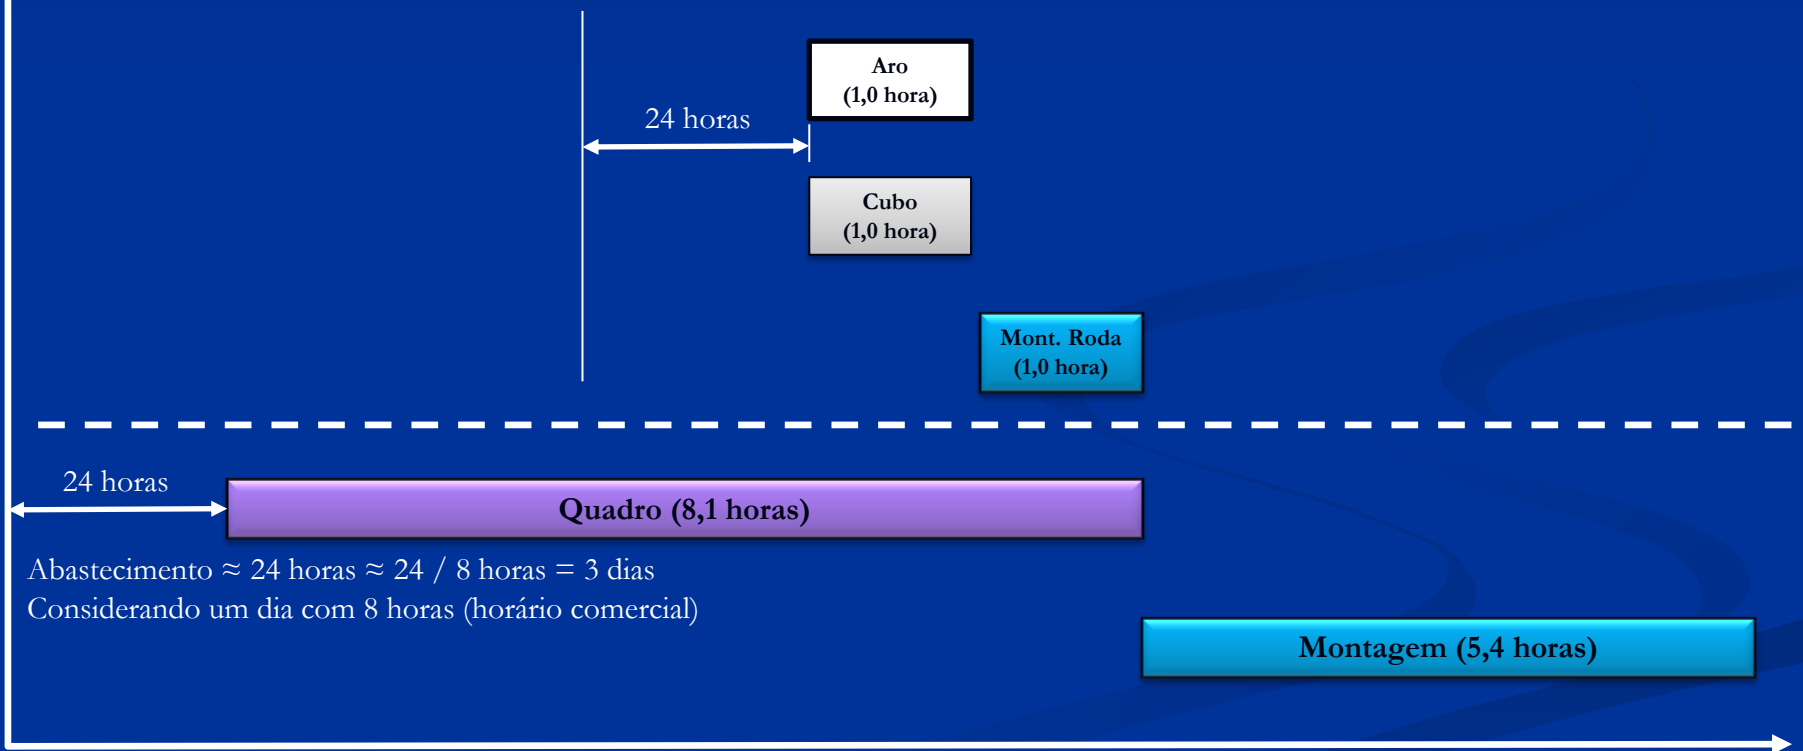 Aro
(1,0 hora)
24 horas
Cubo
(1,0 hora)
Mont. Roda
(1,0 hora)
24 horas
Quadro (8,1 horas)
Abastecimento ≈ 24 horas ≈ 24 / 8 horas = 3 dias
Considerando um dia com 8 horas (horário comercial)
Montagem (5,4 horas)